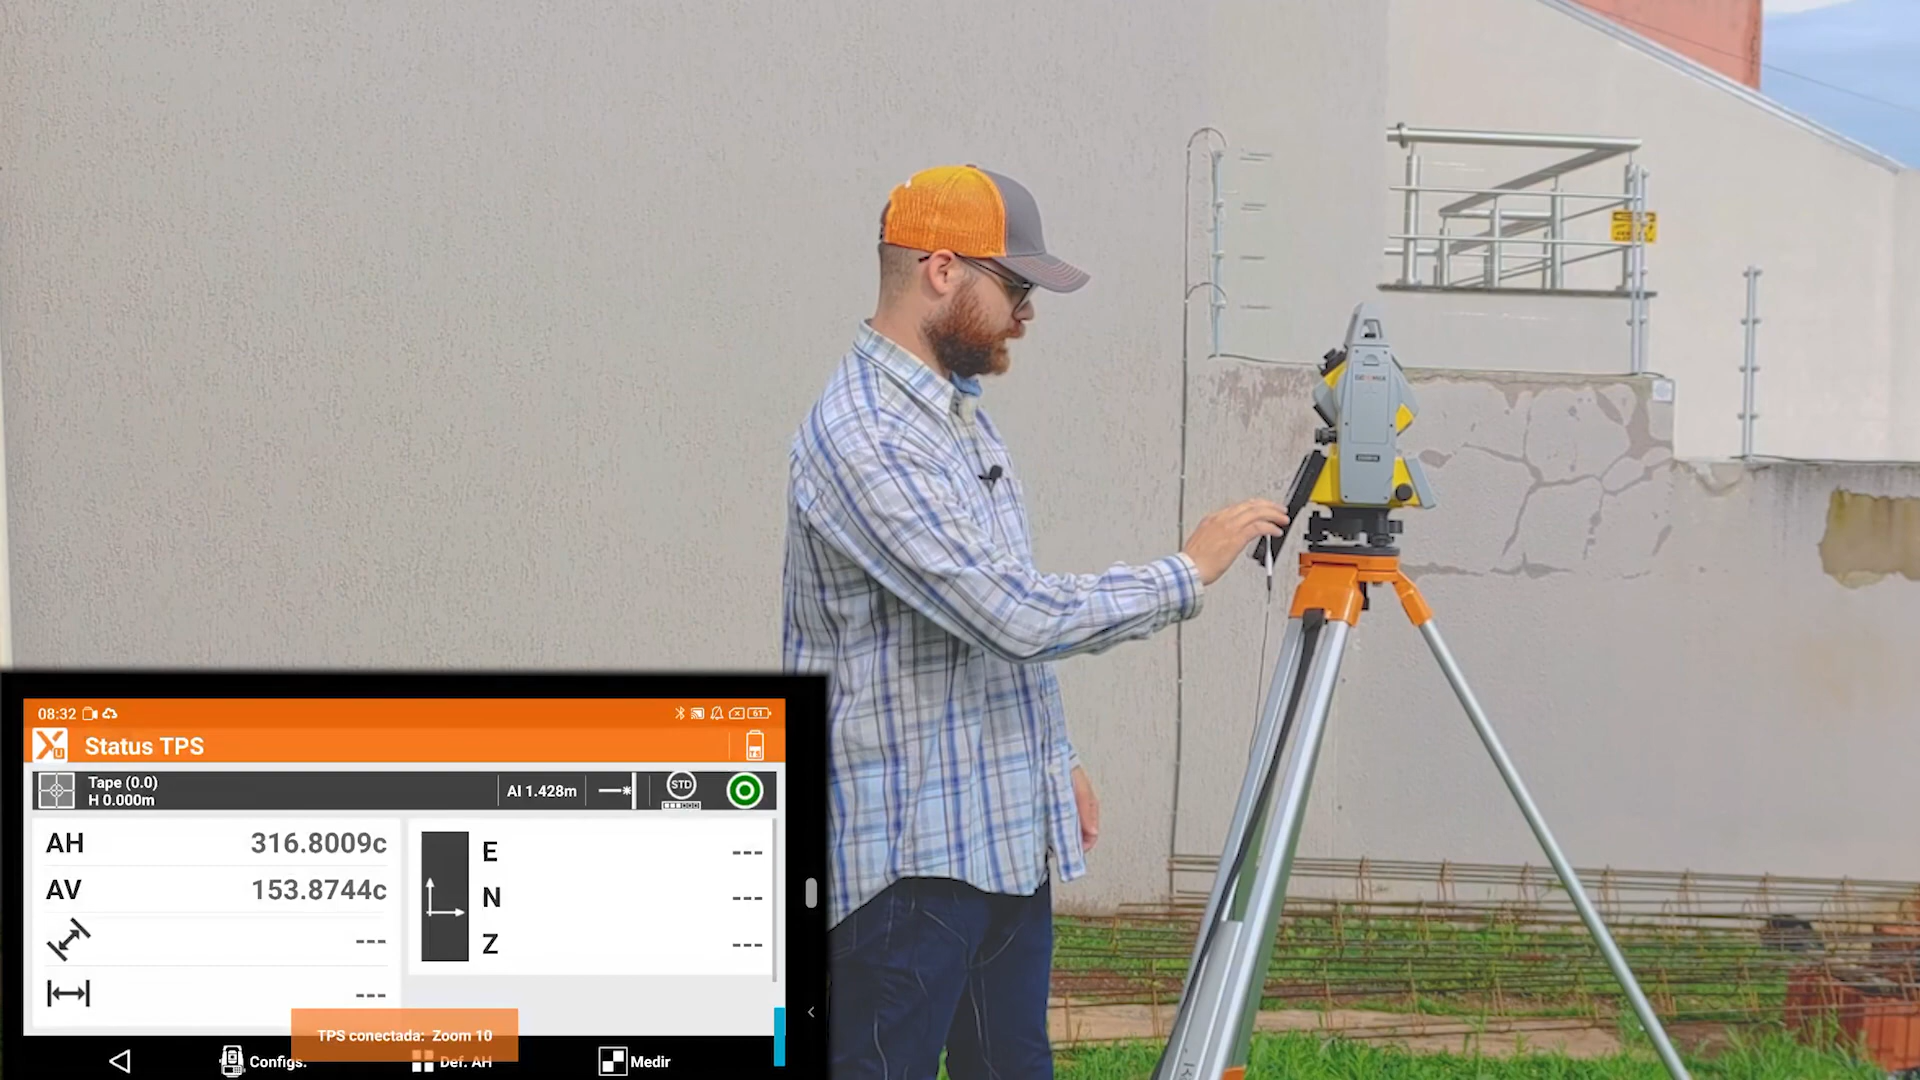 08:32
61
Status TPS
Tape (0.0)
H 0.000m
AI 1.428m
STD
AH 316.8009c
AV 153.8744c
---
---
E ---
N ---
Z ---
TPS conectada: Zoom 10
Configs.
Def. AH
Medir